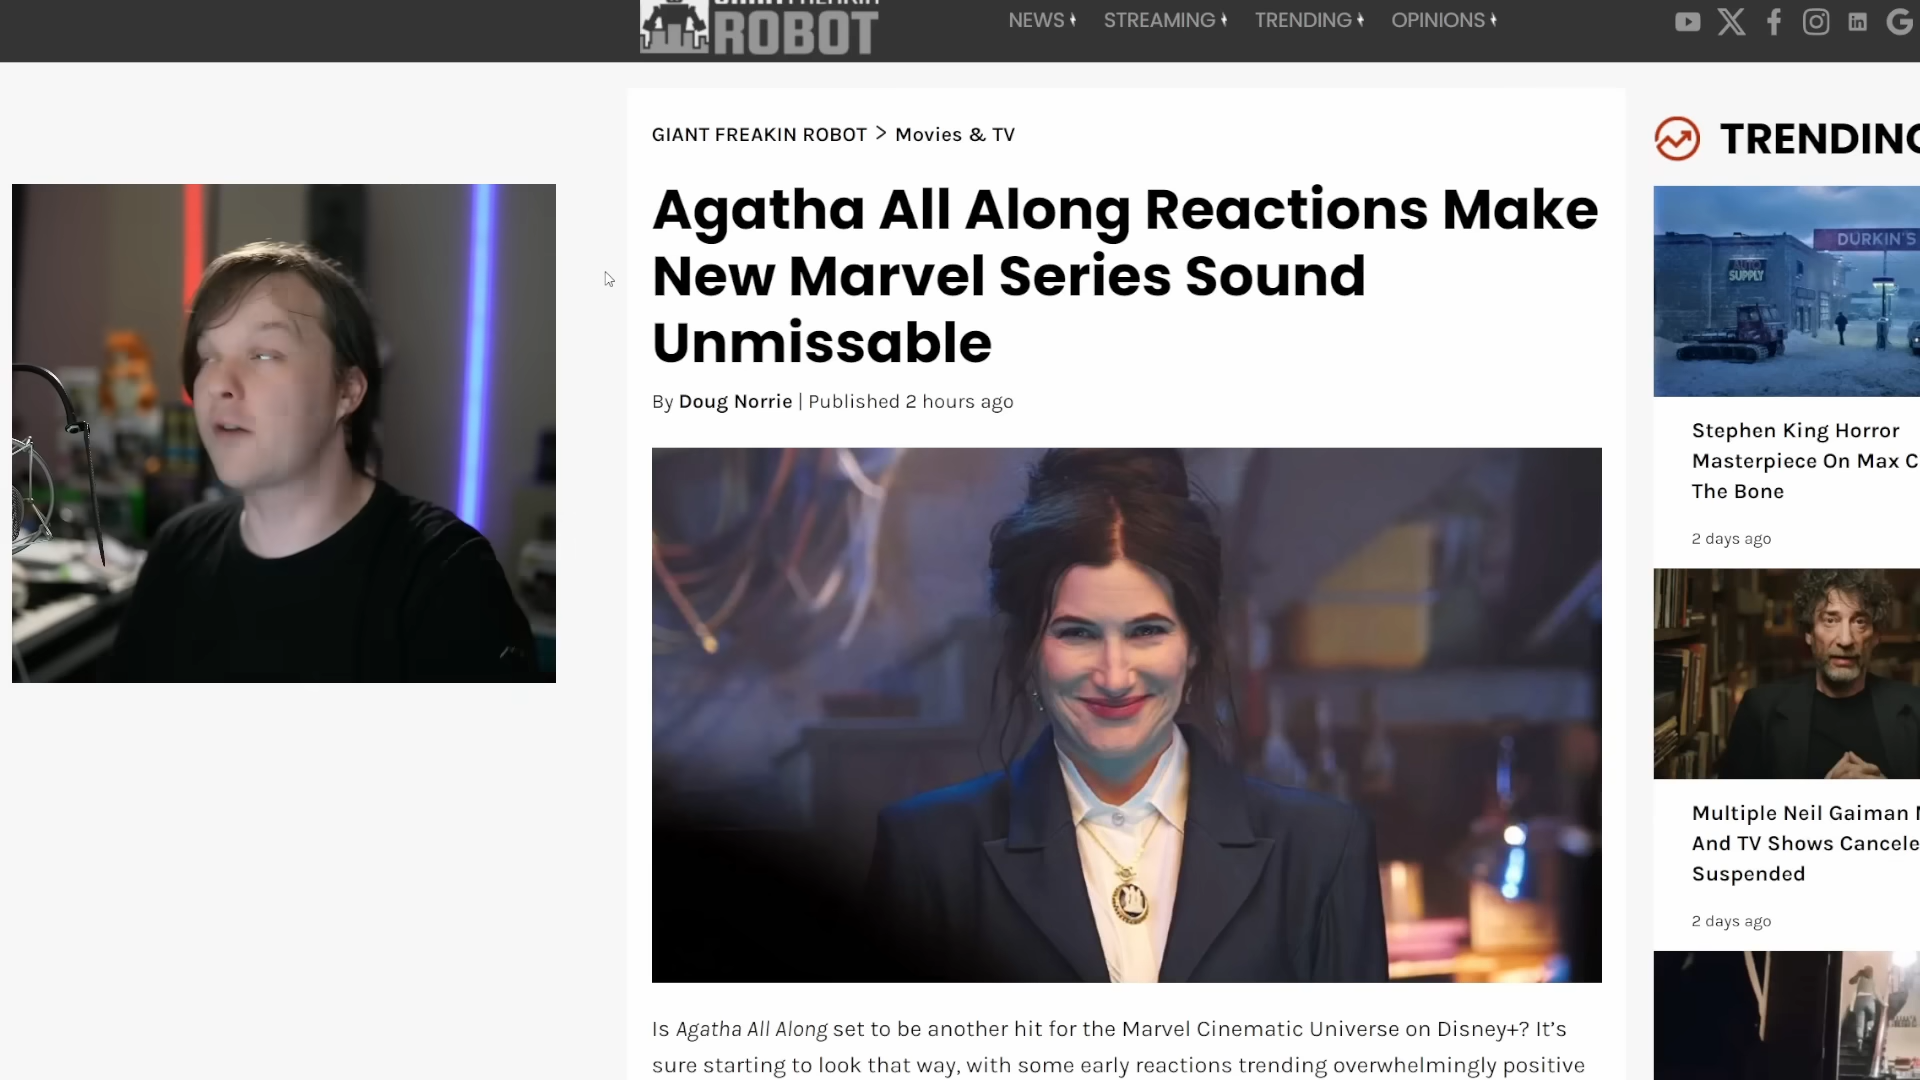 ROBOT
NEWS
STREAMING
TRENDING
OPINIONS
GIANT FREAKIN ROBOT > Movies & TV
Agatha All Along Reactions Make
New Marvel Series Sound
Unmissable
By Doug Norrie | Published 2 hours ago
Is Agatha All Along set to be another hit for the Marvel Cinematic Universe on Disney+? It's
sure starting to look that way, with some early reactions trending overwhelmingly positive
TRENDING
DURKIN'S
AUTO
SUPPLY
Stephen King Horror
Masterpiece On Max C
The Bone
2 days ago
Multiple Neil Gaiman
And TV Shows Cancele
Suspended
2 days ago